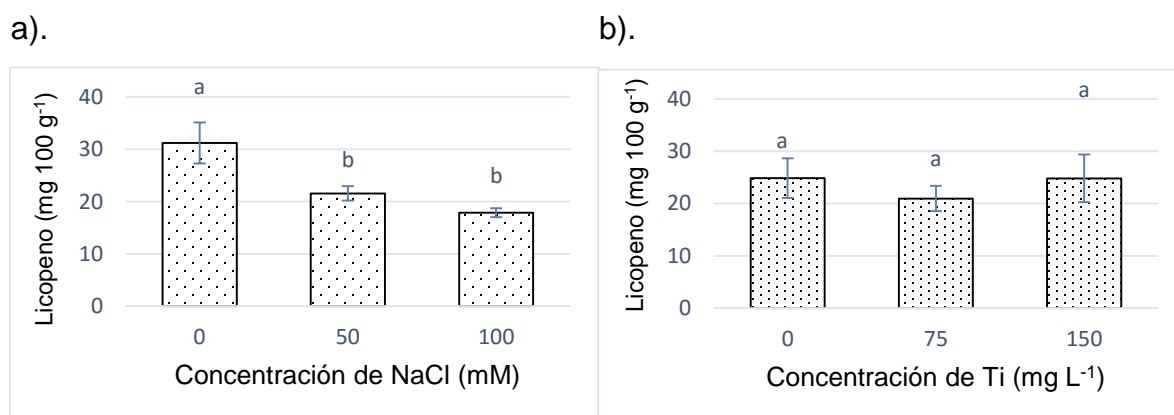 a).
Licopeno (mg 100 g⁻¹)
40
30
20
10
0
a
b
b
0 50 100
Concentración de NaCl (mM)
b).
Licopeno (mg 100 g⁻¹)
40
30
20
10
0
a
a
a
0 75 150
Concentración de Ti (mg L⁻¹)